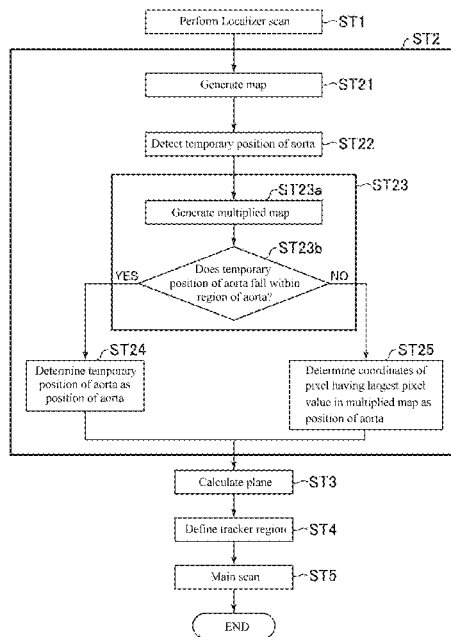 Perform Localizer scan
ST1
ST2
Generate map
ST21
Detect temporary position of aorta
ST22
ST23
ST23a
Generate multiplied map
ST23b
Does temporary
position of aorta fall within
region of aorta?
YES
NO
ST24
Determine temporary
position of aorta as
position of aorta
ST25
Determine coordinates of
pixel having largest pixel
value in multiplied map as
position of aorta
Calculate plane
ST3
Define tracker region
ST4
Main scan
ST5
END